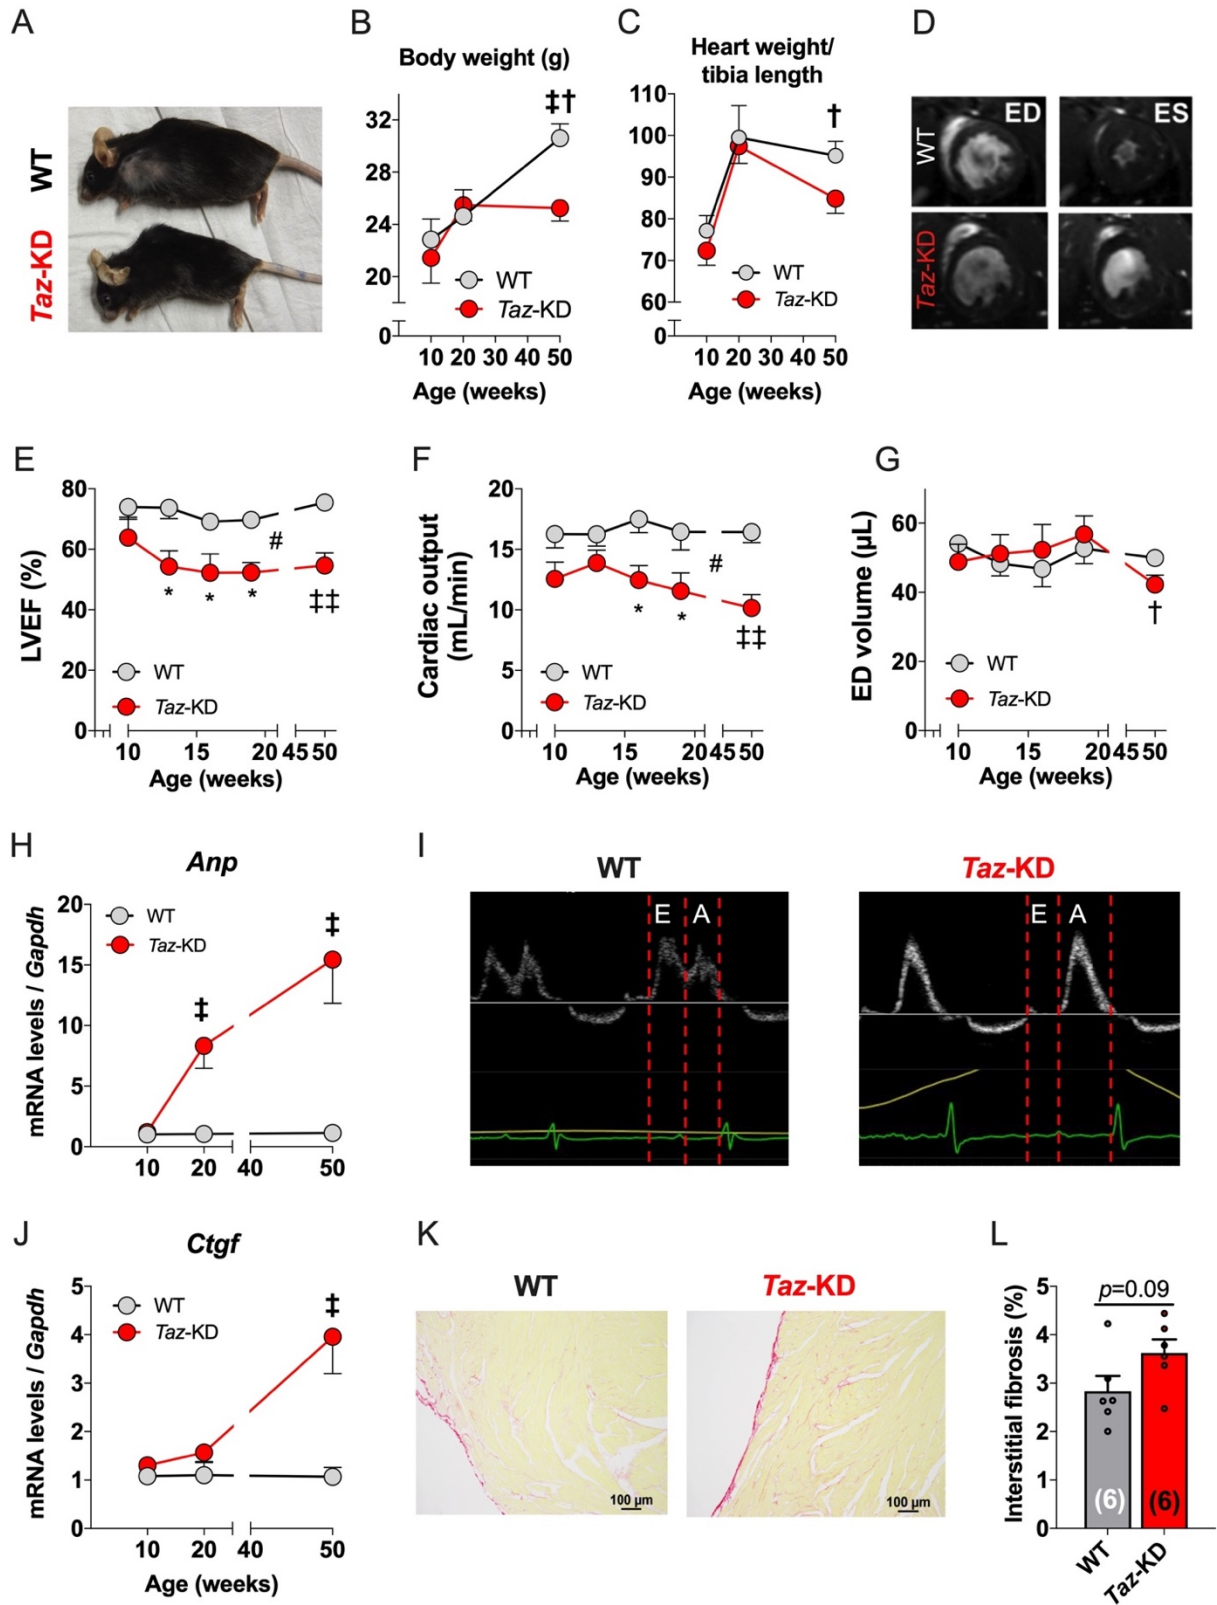 A
WT
Taz-KD
B
Body weight (g)
‡†
32
28
24
20
0
WT
Taz-KD
10 20 30 40 50
Age (weeks)
C
Heart weight/
tibia length
110
100
90
80
70
60
0
†
WT
Taz-KD
10 20 30 40 50
Age (weeks)
D
WT
ED
ES
Taz-KD
E
LVEF (%)
80
60
40
20
0
#
* * *
‡‡
WT
Taz-KD
10 15 20 45 50
Age (weeks)
F
Cardiac output
(mL/min)
20
15
10
5
0
#
* *
‡‡
WT
Taz-KD
10 15 20 45 50
Age (weeks)
G
ED volume (µL)
60
40
20
0
†
WT
Taz-KD
10 15 20 45 50
Age (weeks)
H
Anp
mRNA levels / Gapdh
20
15
10
5
0
WT
Taz-KD
‡
‡
10 20 40 50
I
WT
E A
Taz-KD
E A
J
Ctgf
mRNA levels / Gapdh
5
4
3
2
1
0
WT
Taz-KD
‡
10 20 40 50
Age (weeks)
K
WT
100 µm
Taz-KD
100 µm
L
Interstitial fibrosis (%)
5
4
3
2
1
0
p=0.09
(6)
(6)
WT
Taz-KD